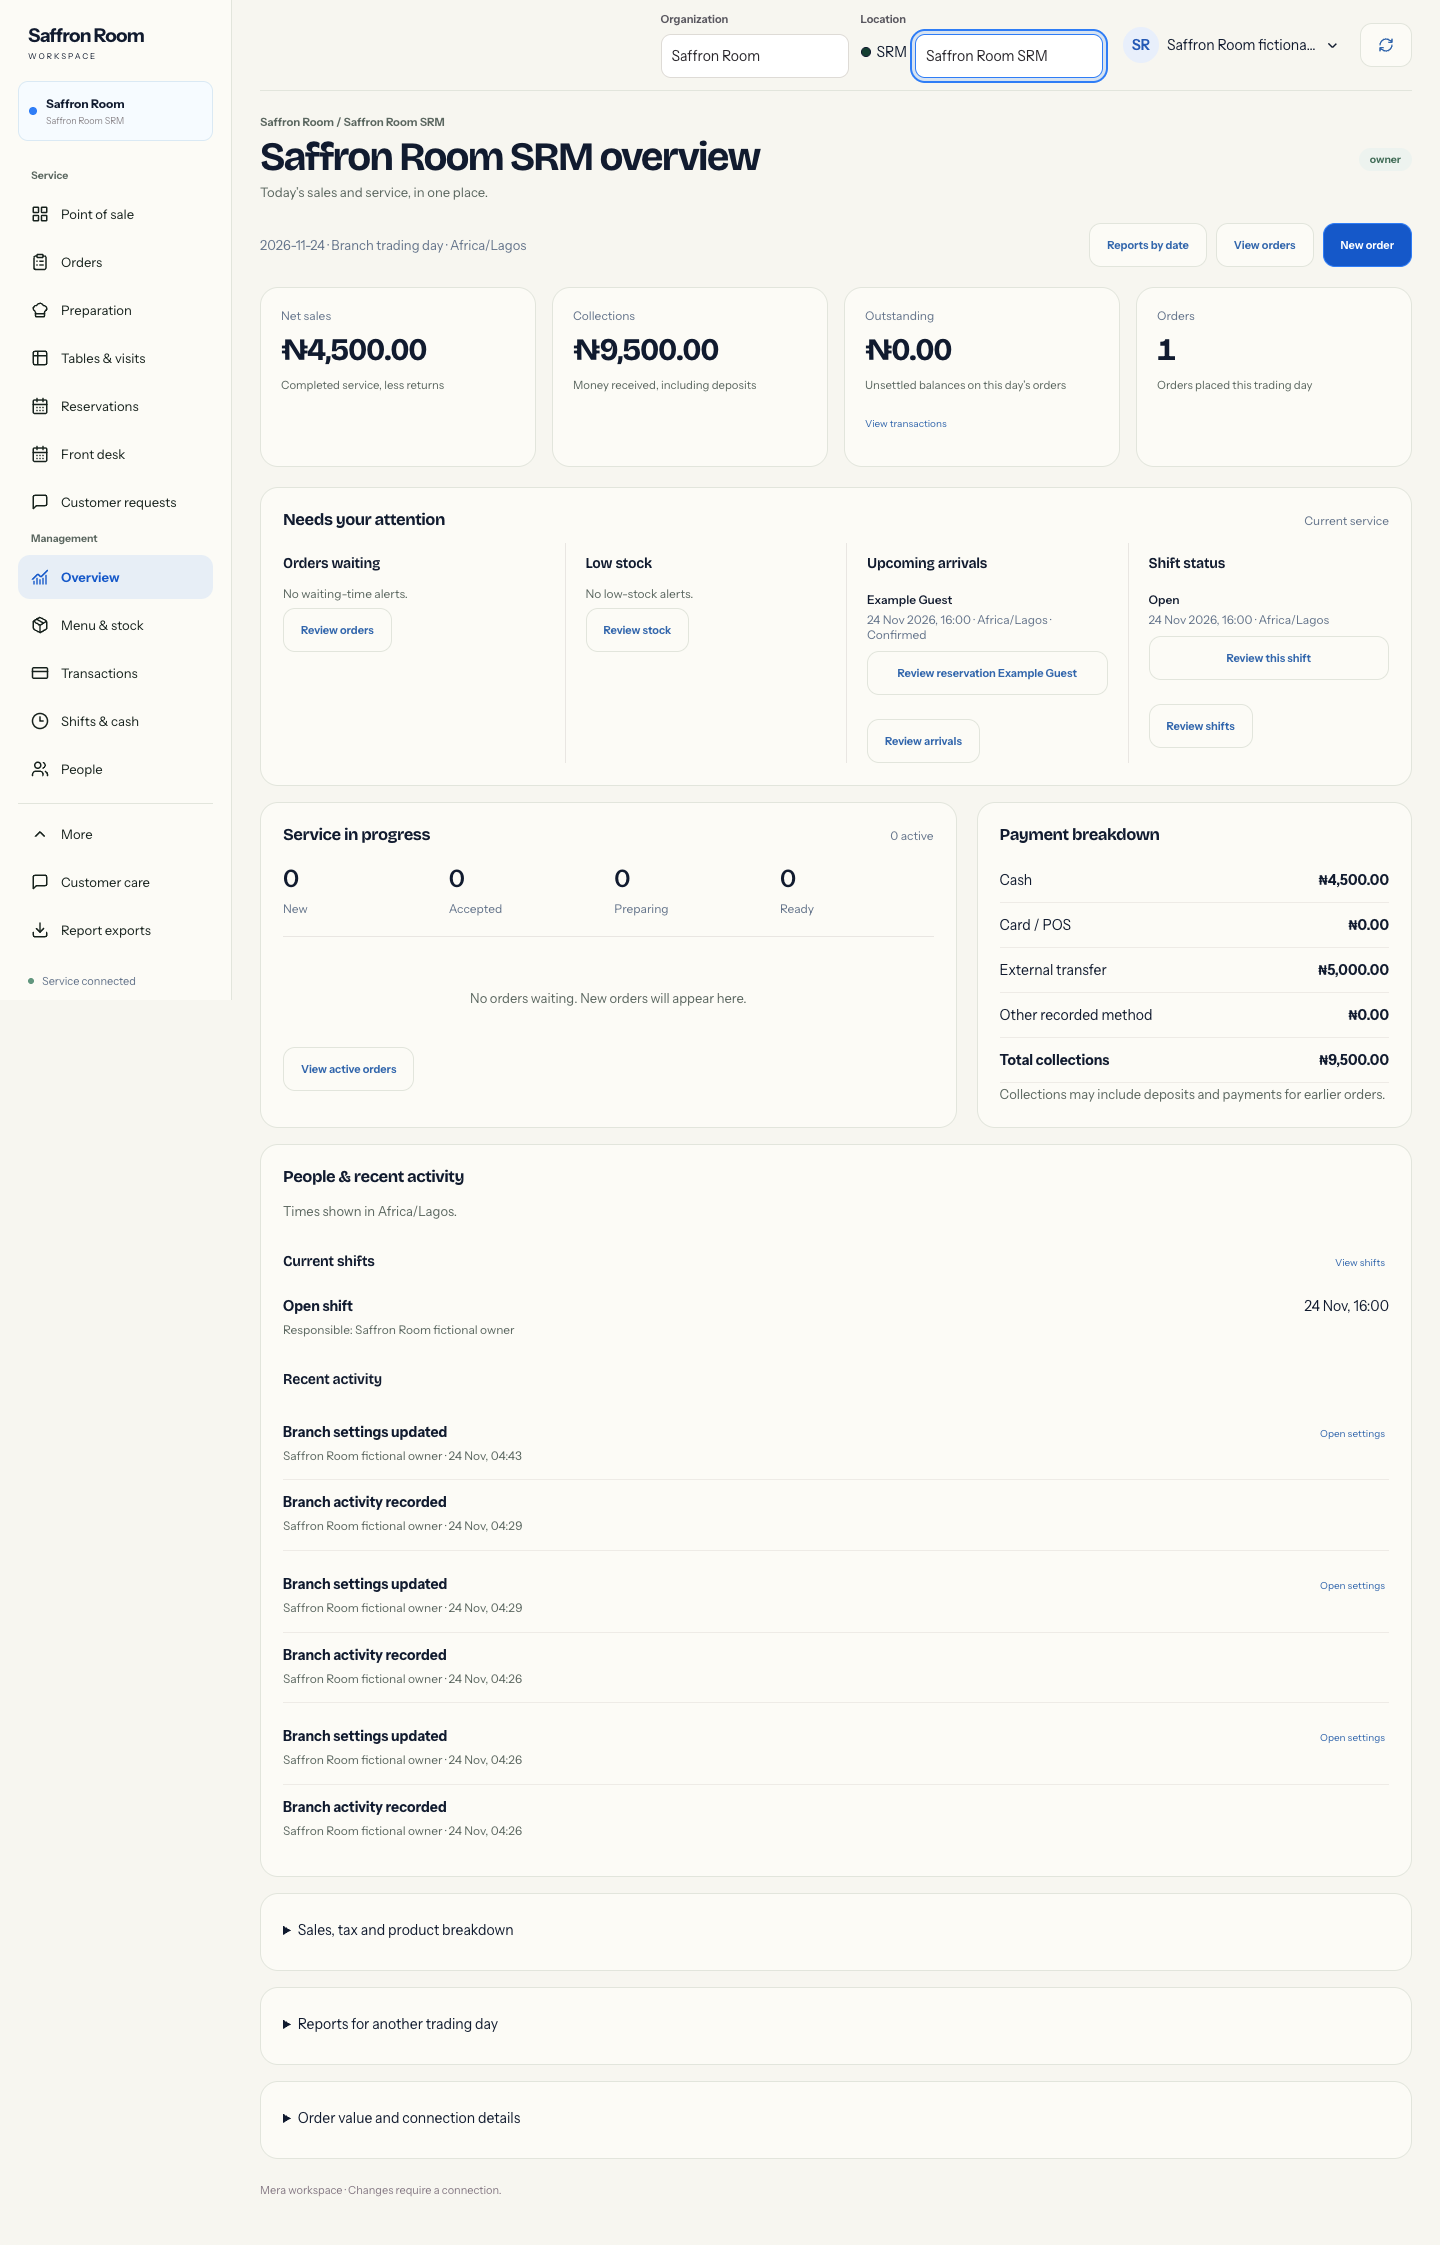 Saffron Room
WORKSPACE
Saffron Room
Saffron Room SRM
Service
Point of sale
Orders
Preparation
Tables & visits
Reservations
Front desk
Customer requests
Management
Overview
Menu & stock
Transactions
Shifts & cash
People
More
Customer care
Report exports
Service connected
Organization
Saffron Room
Location
SRM
Saffron Room SRM
SR
Saffron Room fictiona...
Saffron Room / Saffron Room SRM
Saffron Room SRM overview
owner
Today's sales and service, in one place.
2026-11-24 · Branch trading day · Africa/Lagos
Reports by date
View orders
New order
Net sales
₦4,500.00
Completed service, less returns
Collections
₦9,500.00
Money received, including deposits
Outstanding
₦0.00
Unsettled balances on this day's orders
View transactions
Orders
1
Orders placed this trading day
Needs your attention
Current service
Orders waiting
No waiting-time alerts.
Review orders
Low stock
No low-stock alerts.
Review stock
Upcoming arrivals
Example Guest
24 Nov 2026, 16:00 · Africa/Lagos ·
Confirmed
Review reservation Example Guest
Review arrivals
Shift status
Open
24 Nov 2026, 16:00 · Africa/Lagos
Review this shift
Review shifts
Service in progress
0 active
0
New
0
Accepted
0
Preparing
0
Ready
No orders waiting. New orders will appear here.
View active orders
Payment breakdown
Cash ₦4,500.00
Card / POS ₦0.00
External transfer ₦5,000.00
Other recorded method ₦0.00
Total collections ₦9,500.00
Collections may include deposits and payments for earlier orders.
People & recent activity
Times shown in Africa/Lagos.
Current shifts
View shifts
Open shift
24 Nov, 16:00
Responsible: Saffron Room fictional owner
Recent activity
Branch settings updated
Open settings
Saffron Room fictional owner · 24 Nov, 04:43
Branch activity recorded
Saffron Room fictional owner · 24 Nov, 04:29
Branch settings updated
Open settings
Saffron Room fictional owner · 24 Nov, 04:29
Branch activity recorded
Saffron Room fictional owner · 24 Nov, 04:26
Branch settings updated
Open settings
Saffron Room fictional owner · 24 Nov, 04:26
Branch activity recorded
Saffron Room fictional owner · 24 Nov, 04:26
Sales, tax and product breakdown
Reports for another trading day
Order value and connection details
Mera workspace · Changes require a connection.